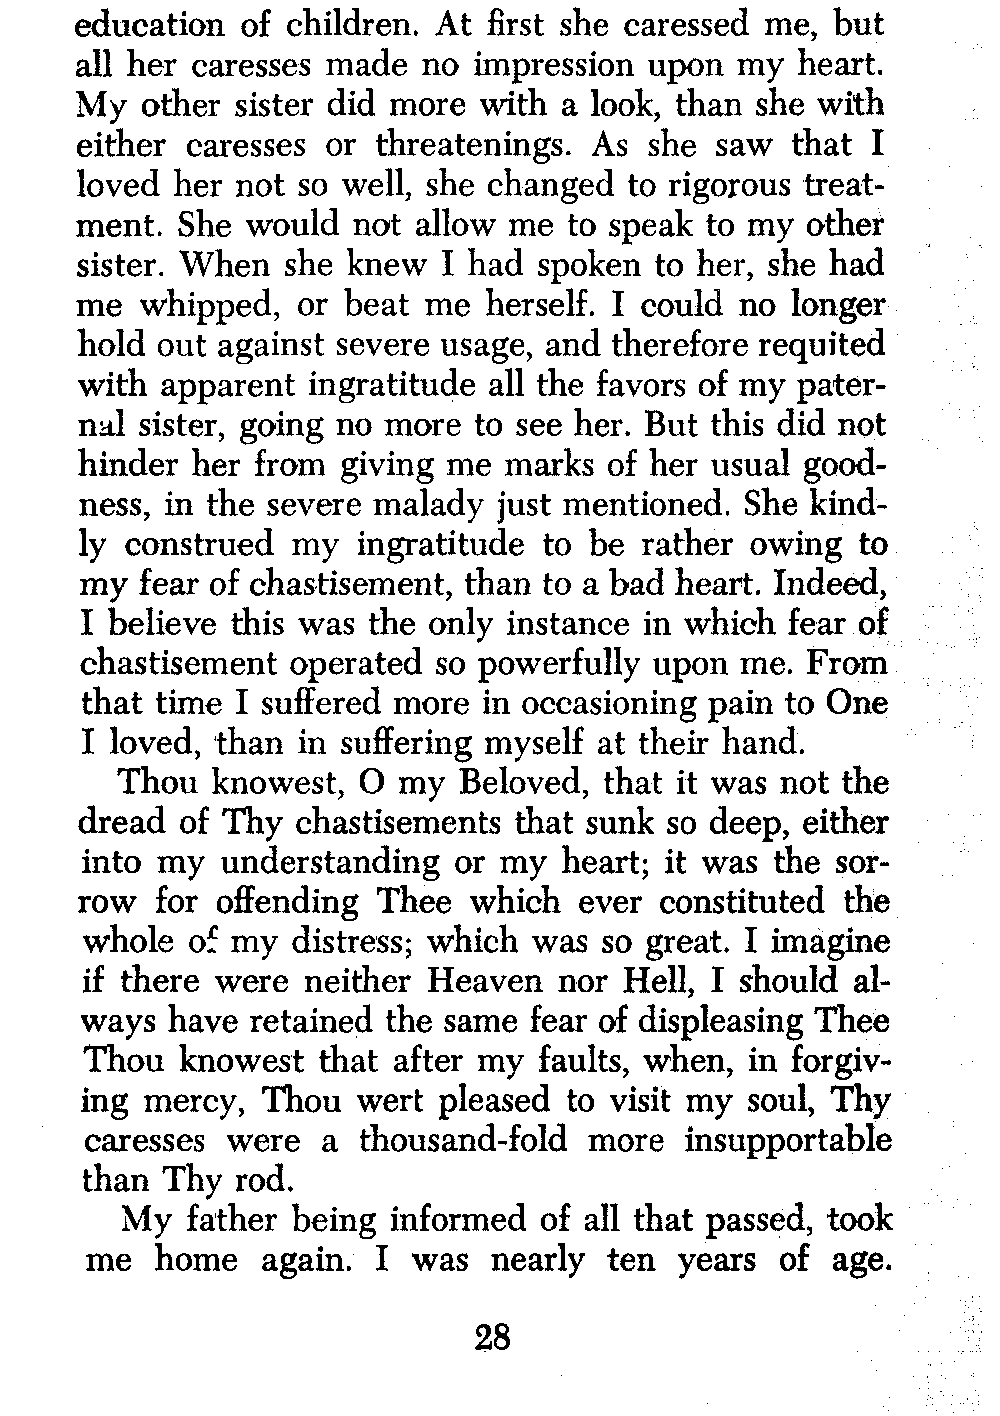 education of children. At first she caressed me, but
all her caresses made no impression upon my heart.
My other sister did more with a look, than she with
either caresses or threatenings. As she saw that I
loved her not so well, she changed to rigorous treat-
ment. She would not allow me to speak to my other
sister. When she knew I had spoken to her, she had
me whipped, or beat me herself. I could no longer
hold out against severe usage, and therefore requited
with apparent ingratitude all the favors of my pater-
nal sister, going no more to see her. But this did not
hinder her from giving me marks of her usual good-
ness, in the severe malady just mentioned. She kind-
ly construed my ingratitude to be rather owing to
my fear of chastisement, than to a bad heart. Indeed,
I believe this was the only instance in which fear of
chastisement operated so powerfully upon me. From
that time I suffered more in occasioning pain to One
I loved, than in suffering myself at their hand.
Thou knowest, O my Beloved, that it was not the
dread of Thy chastisements that sunk so deep, either
into my understanding or my heart; it was the sor-
row for offending Thee which ever constituted the
whole of my distress; which was so great. I imagine
if there were neither Heaven nor Hell, I should al-
ways have retained the same fear of displeasing Thee
Thou knowest that after my faults, when, in forgiv-
ing mercy, Thou wert pleased to visit my soul, Thy
caresses were a thousand-fold more insupportable
than Thy rod.
My father being informed of all that passed, took
me home again. I was nearly ten years of age.
28